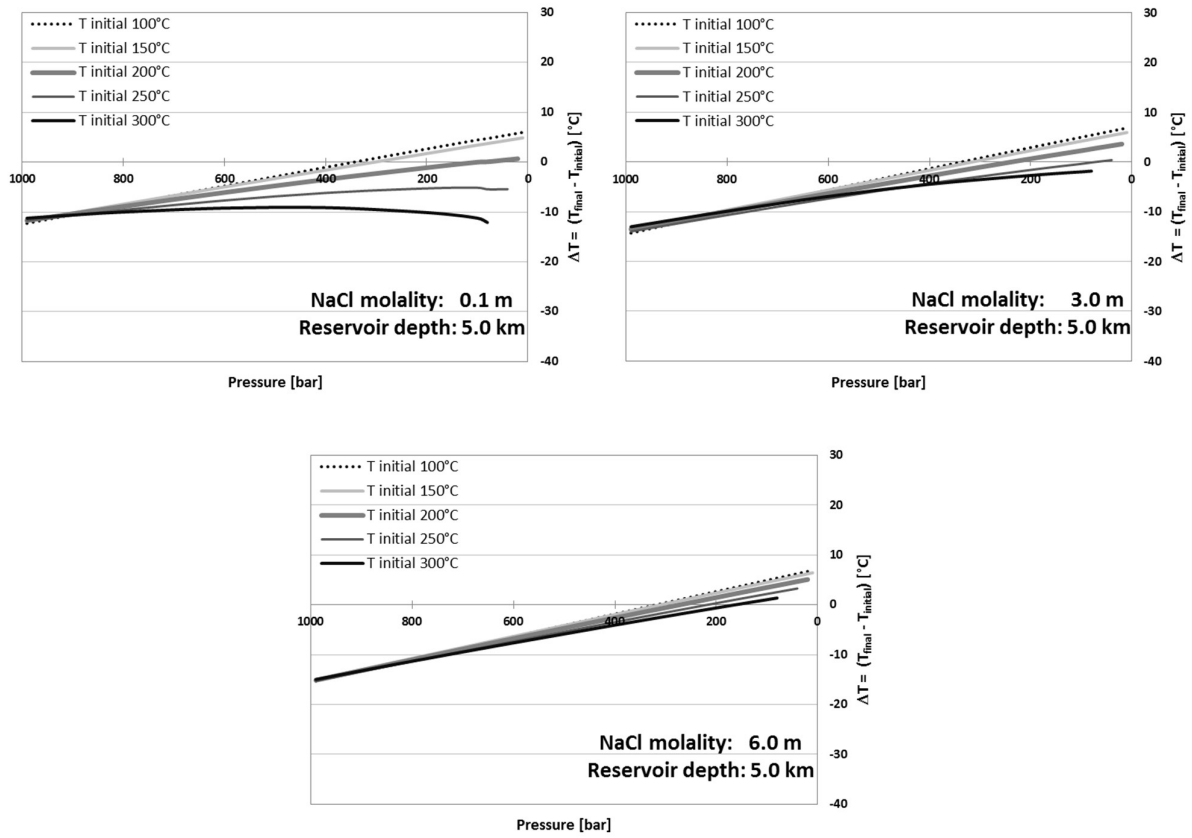 T initial 100°C
T initial 150°C
T initial 200°C
T initial 250°C
T initial 300°C
30
20
10
0
-10
-20
-30
-40
1000
800
600
400
200
0
ΔT = (Tfinal - Tinitial) [°C]
NaCl molality: 0.1 m
Reservoir depth: 5.0 km
Pressure [bar]
T initial 100°C
T initial 150°C
T initial 200°C
T initial 250°C
T initial 300°C
30
20
10
0
-10
-20
-30
-40
1000
800
600
400
200
0
ΔT = (Tfinal - Tinitial) [°C]
NaCl molality: 3.0 m
Reservoir depth: 5.0 km
Pressure [bar]
T initial 100°C
T initial 150°C
T initial 200°C
T initial 250°C
T initial 300°C
30
20
10
0
-10
-20
-30
-40
1000
800
600
400
200
0
ΔT = (Tfinal - Tinitial) [°C]
NaCl molality: 6.0 m
Reservoir depth: 5.0 km
Pressure [bar]